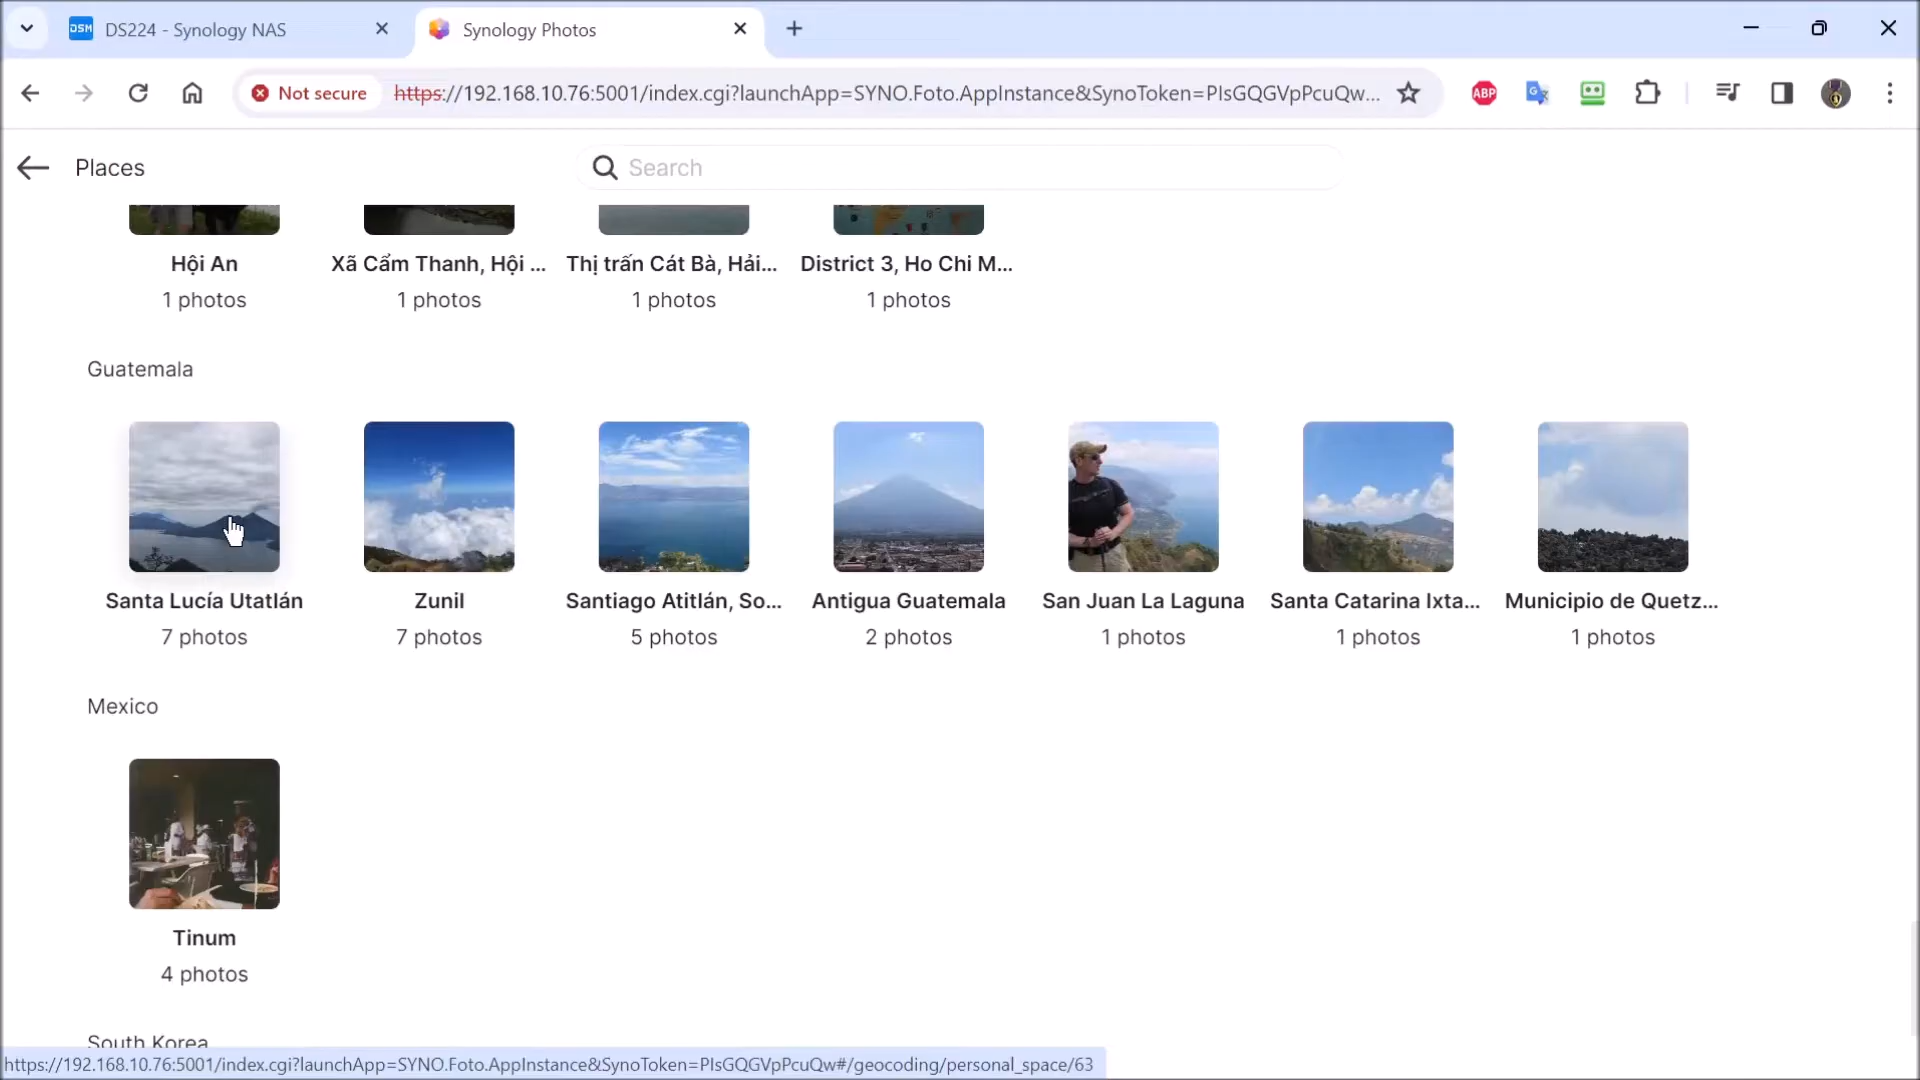 DSM DS224 - Synology NAS
Synology Photos
Not secure
https://192.168.10.76:5001/index.cgi?launchApp=SYNO.Foto.AppInstance&SynoToken=PIsGQGVpPcuQw...
ABP
Places
Search
Hội An
Xã Cẩm Thanh, Hội ...
Thị trấn Cát Bà, Hải...
District 3, Ho Chi M...
1 photos
1 photos
1 photos
1 photos
Guatemala
Santa Lucía Utatlán
Zunil
Santiago Atitlán, So...
Antigua Guatemala
San Juan La Laguna
Santa Catarina Ixta...
Municipio de Quetz...
7 photos
7 photos
5 photos
2 photos
1 photos
1 photos
1 photos
Mexico
Tinum
4 photos
South Korea
https://192.168.10.76:5001/index.cgi?launchApp=SYNO.Foto.AppInstance&SynoToken=PIsGQGVpPcuQw#/geocoding/personal_space/63